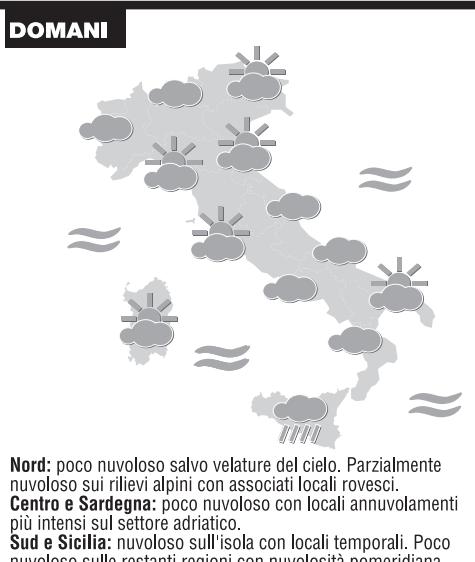 DOMANI
Nord: poco nuvoloso salvo velature del cielo. Parzialmente
nuvoloso sui rilievi alpini con associati locali rovesci.
Centro e Sardegna: poco nuvoloso con locali annuvolamenti
più intensi sul settore adriatico.
Sud e Sicilia: nuvoloso sull'isola con locali temporali. Poco
nuvoloso sulle restanti regioni con nuvolosità pomeridiana